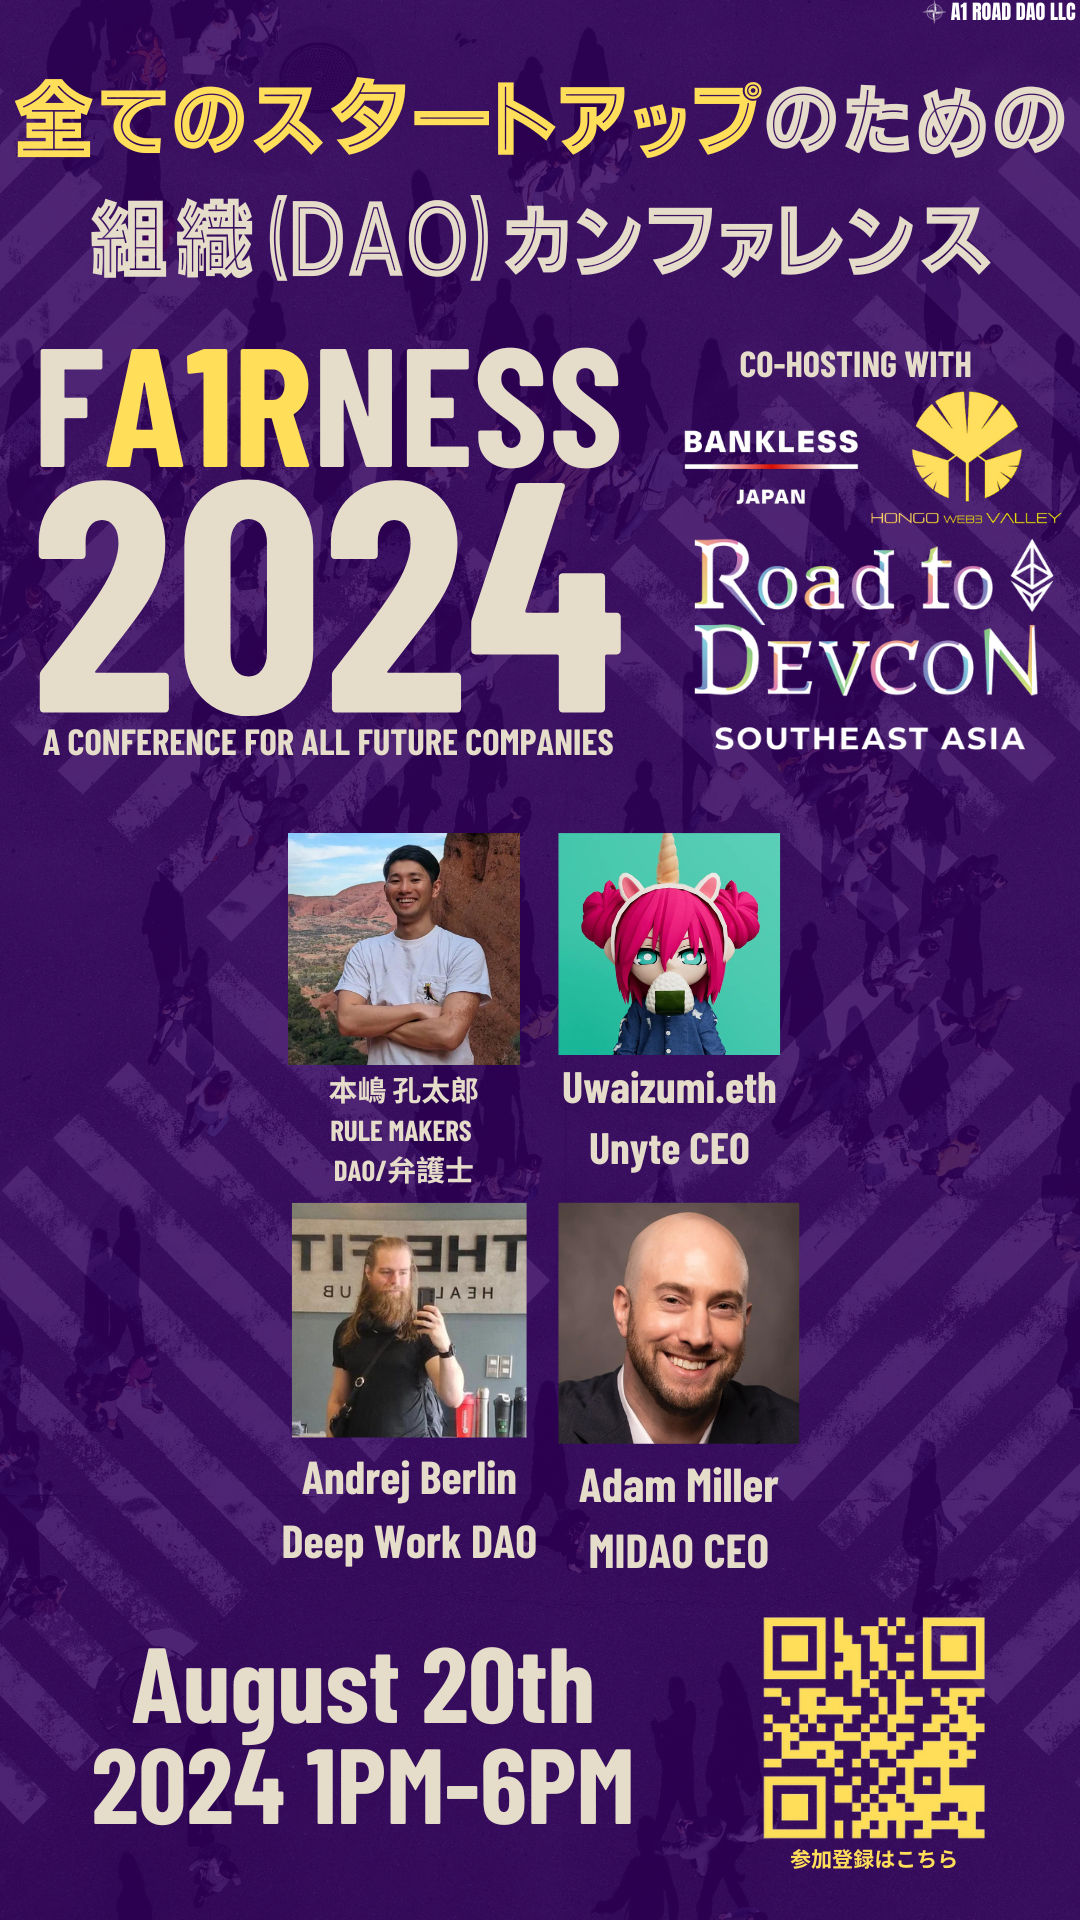 A1 ROAD DAO LLC
全てのスタートアップのための
組織(DAO)カンファレンス
FA1RNESS
2024
A CONFERENCE FOR ALL FUTURE COMPANIES
CO-HOSTING WITH
BANKLESS
JAPAN
HONGO WEB3 VALLEY
Road to
DEVCON
SOUTHEAST ASIA
本嶋 孔太郎
RULE MAKERS
DAO/弁護士
Uwaizumi.eth
Unyte CEO
THE FIT
HEAL UB
Andrej Berlin
Deep Work DAO
Adam Miller
MIDAO CEO
August 20th
2024 1PM-6PM
参加登録はこちら